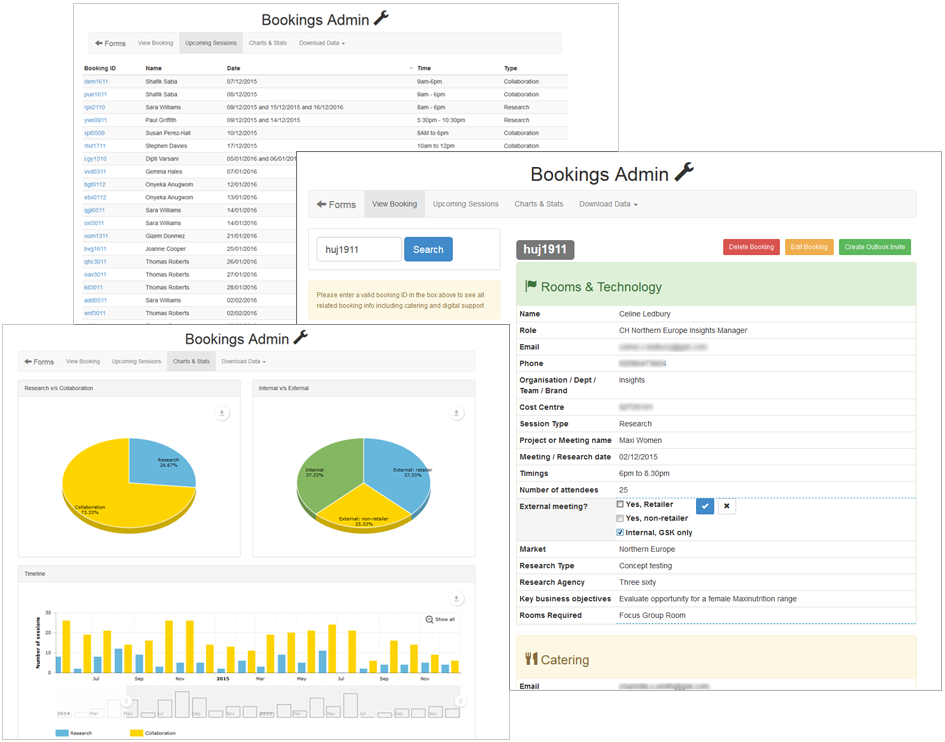 Bookings Admin
Forms View Booking Upcoming Sessions Charts & Stats Download Data
Booking ID Name Date Time Type
dem1611 Shafik Saba 07/12/2015 9am-6pm Collaboration
pue1611 Shafik Saba 08/12/2015 9am - 6pm Collaboration
rpi2110 Sara Williams 09/12/2015 and 15/12/2015 and 16/12/2016 8am - 6pm Research
ywe0911 Paul Griffith 09/12/2015 and 14/12/2015 5:30pm - 10:30pm Research
xpl0509 Susan Perez-Hall 10/12/2015 8AM to 6pm Collaboration
rbd1711 Stephen Davies 17/12/2015 10am to 12pm Collaboration
cgy1310 Dipti Varsani 05/01/2016 and 06/01/201
vvd0311 Gemma Hales 07/01/2016
bgf0112 Onyeka Anugwom 12/01/2016
ebx0112 Onyeka Anugwom 13/01/2016
qgl0511 Sara Williams 14/01/2016
oxi3011 Sara Williams 14/01/2016
oom1311 Gizem Donmez 21/01/2016
bvg1611 Joanne Cooper 25/01/2016
qhc3011 Thomas Roberts 26/01/2016
oav3011 Thomas Roberts 27/01/2016
kit3011 Thomas Roberts 28/01/2016
add0511 Sara Williams 02/02/2016
wnf3011 Thomas Roberts 02/02/2016
Bookings Admin
Forms View Booking Upcoming Sessions Charts & Stats Download Data
huj1911 Search
Please enter a valid booking ID in the box above to see all
related booking info including catering and digital support
huj1911 Delete Booking Edit Booking Create Outlook Invite
Rooms & Technology
Name Celine Ledbury
Role CH Northern Europe Insights Manager
Email
Phone
Organisation / Dept / Insights
Team / Brand
Cost Centre
Session Type Research
Project or Meeting name Maxi Women
Meeting / Research date 02/12/2015
Timings 6pm to 8.30pm
Number of attendees 25
External meeting? Yes, Retailer
Yes, non-retailer
Internal, GSK only
Market Northern Europe
Research Type Concept testing
Research Agency Three sixty
Key business objectives Evaluate opportunity for a female Maxinutrition range
Rooms Required Focus Group Room
Catering
Email
Bookings Admin
Forms View Booking Upcoming Sessions Charts & Stats Download Data
Research v/s Collaboration
Research
26.67%
Collaboration
73.33%
Internal v/s External
Internal
37.33%
External: retailer
37.33%
External: non-retailer
25.33%
Timeline
Show all
Number of sessions
30
20
10
0
Jul Sep Nov 2015 Mar May Jul Sep Nov
2014 Mar May Jul Sep Nov 2015 Mar May Jul Sep Nov
Research Collaboration